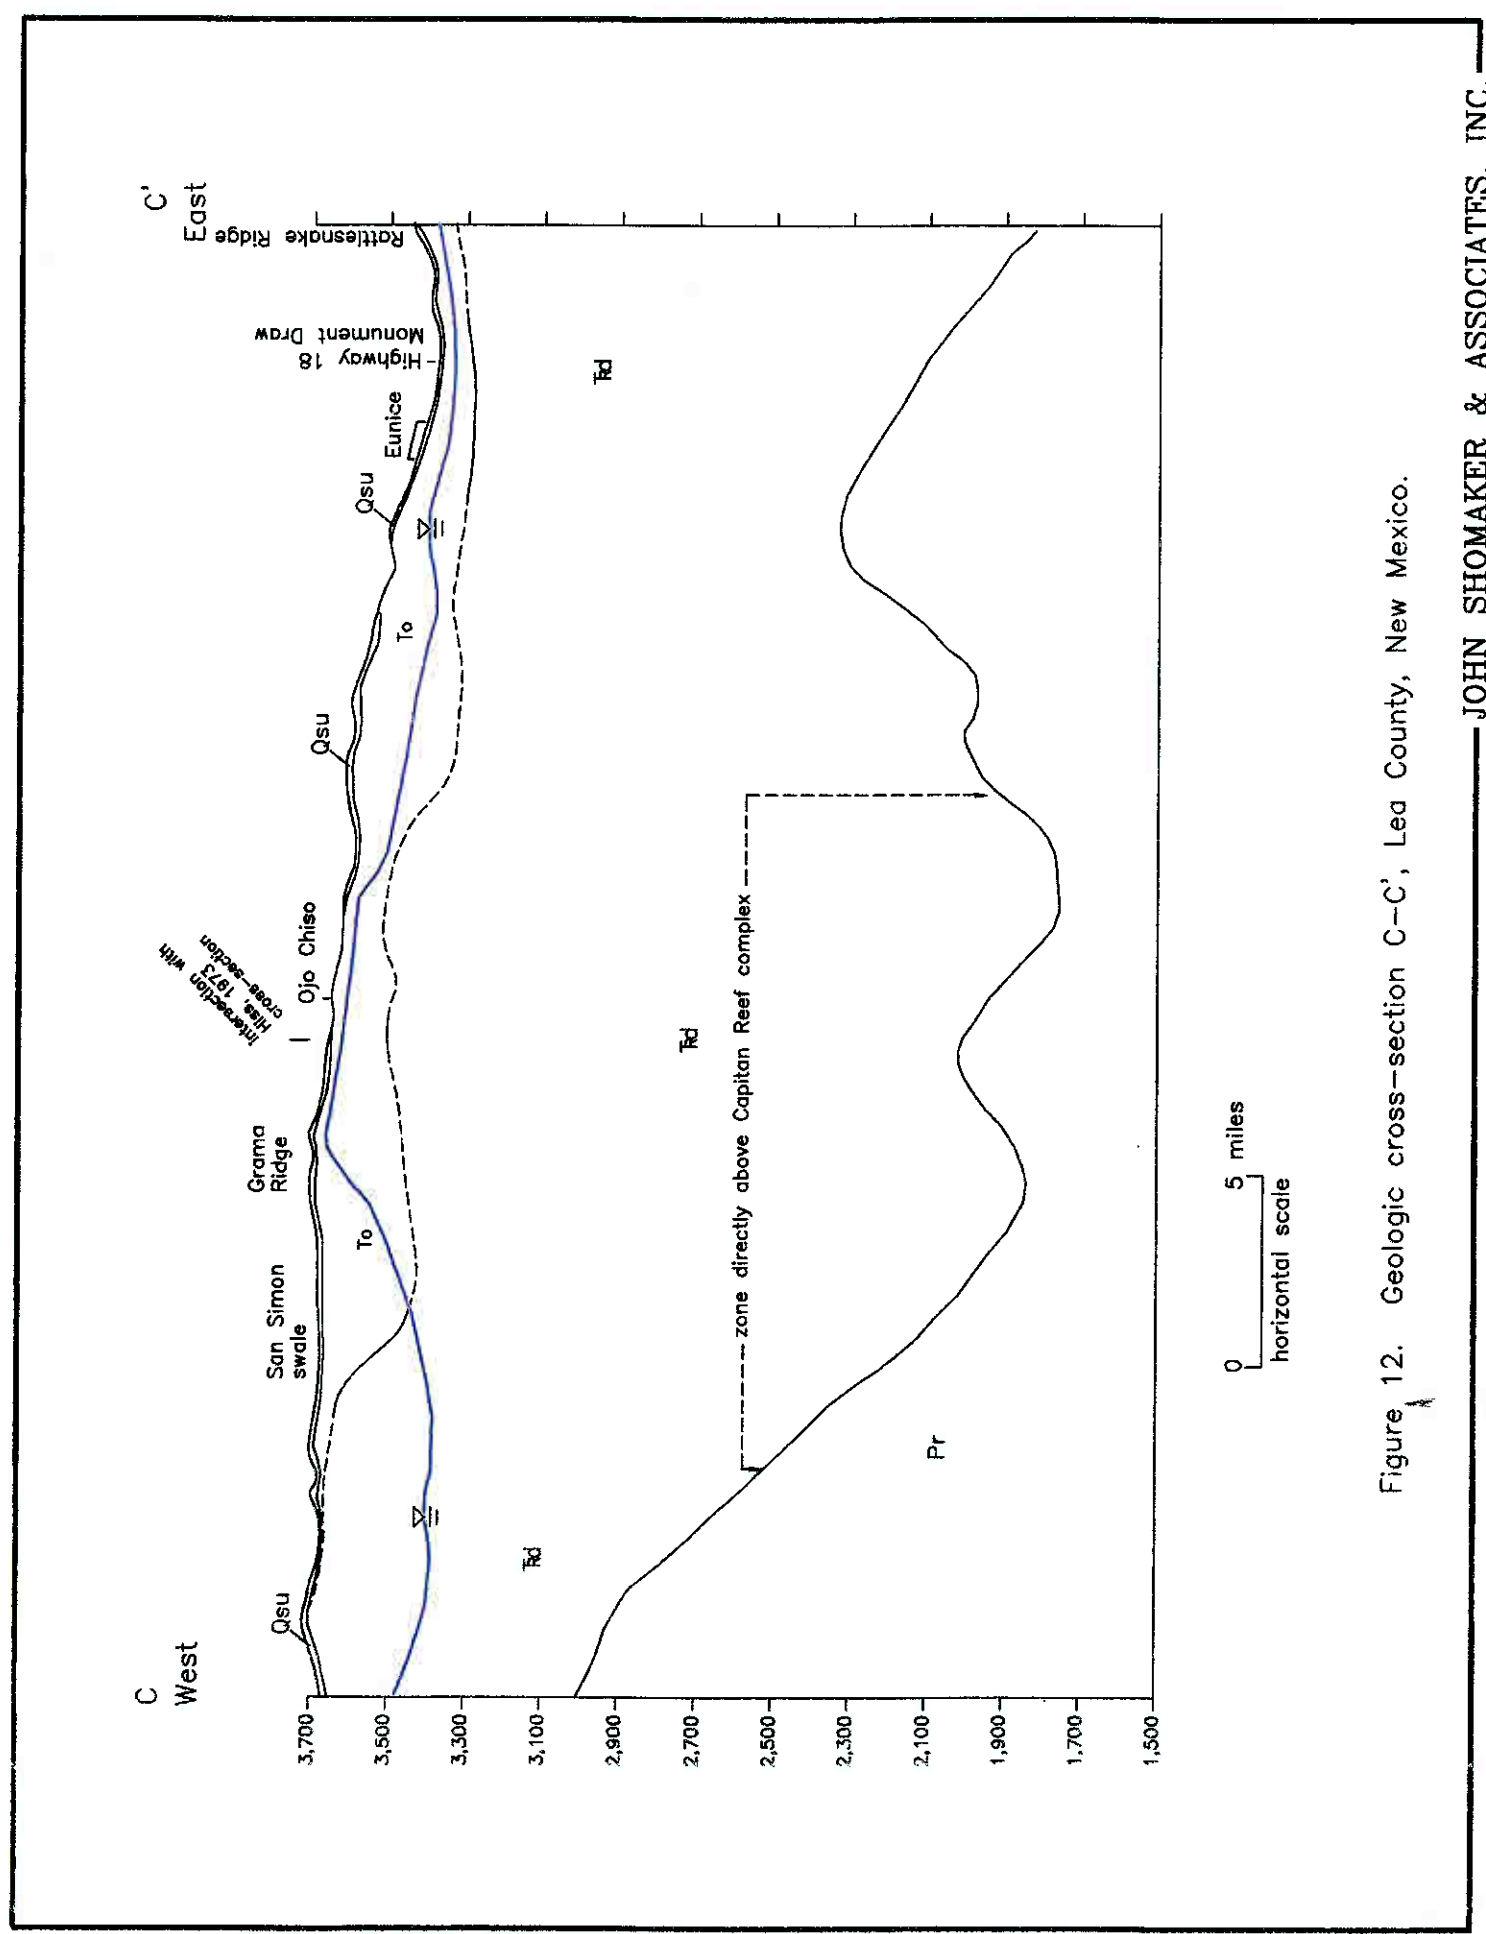 C
West
C'
East
Qsu
San Simon
swale
Grama
Ridge
Intersection with
Hiss, 1973
cross-section
Ojo Chiso
Qsu
Qsu
Eunice
Highway 18
Monument Draw
Rattlesnake Ridge
To
To
3,700
3,500
3,300
3,100
2,900
2,700
2,500
2,300
2,100
1,900
1,700
1,500
T̵Rd
T̵Rd
T̵Rd
zone directly above Capitan Reef complex
Pr
0 5 miles
horizontal scale
Figure 12. Geologic cross-section C-C', Lea County, New Mexico.
JOHN SHOMAKER & ASSOCIATES, INC.